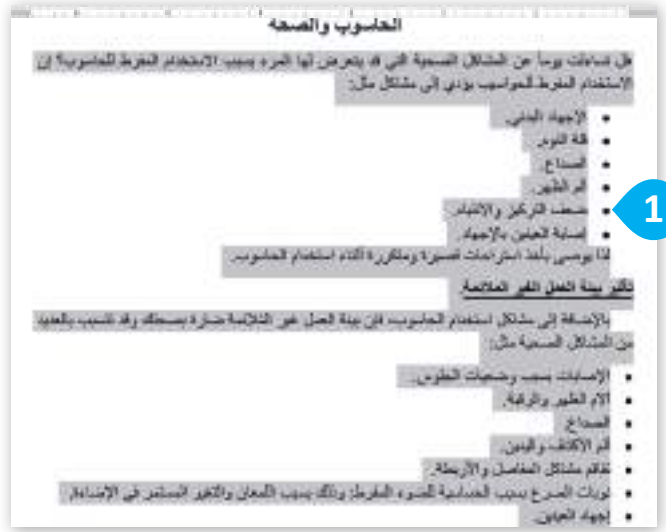 الحاسوب والصحة
هل تساءلت يوماً عن المشاكل الصحية التي قد يتعرض لها المرء بسبب الاستخدام المفرط للحاسوب؟ إن
الاستخدام المفرط للحواسيب يؤدي إلى مشاكل مثل:
• الإجهاد البدني.
• قلة النوم.
• الصداع.
• ألم الظهر.
• ضعف التركيز والانتباه.
1
• إصابة العينين بالإجهاد.
لذا يوصى بأخذ استراحات قصيرة ومتكررة أثناء استخدام الحاسوب.
تأثير بيئة العمل الغير الملائمة
بالإضافة إلى مشاكل استخدام الحاسوب، فإن بيئة العمل غير الملائمة ضارة بصحتك وقد تتسبب بالعديد
من المشاكل الصحية مثل:
• الإصابات بسبب وضعيات الجلوس.
• آلام الظهر والرقبة.
• الصداع
• ألم الأكتاف واليدين.
• تفاقم مشاكل المفاصل والأربطة.
• نوبات الصرع بسبب الحساسية للضوء المفرط; وذلك بسبب اللمعان والتغير المستمر في الإضاءة.
• إجهاد العينين.